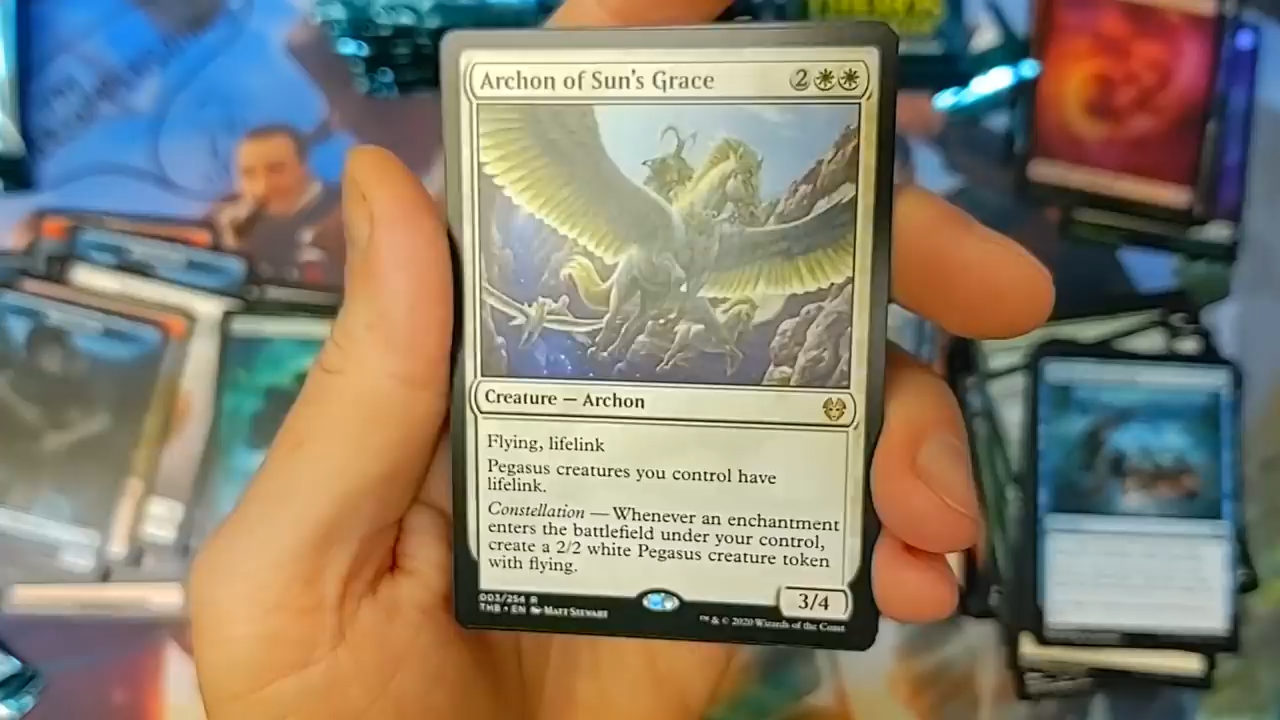 Archon of Sun's Grace 2
Creature — Archon
Flying, lifelink
Pegasus creatures you control have
lifelink.
Constellation — Whenever an enchantment
enters the battlefield under your control,
create a 2/2 white Pegasus creature token
with flying.
3/4
003/254 R
THB • EN Matt Stewart
™ & © 2020 Wizards of the Coast